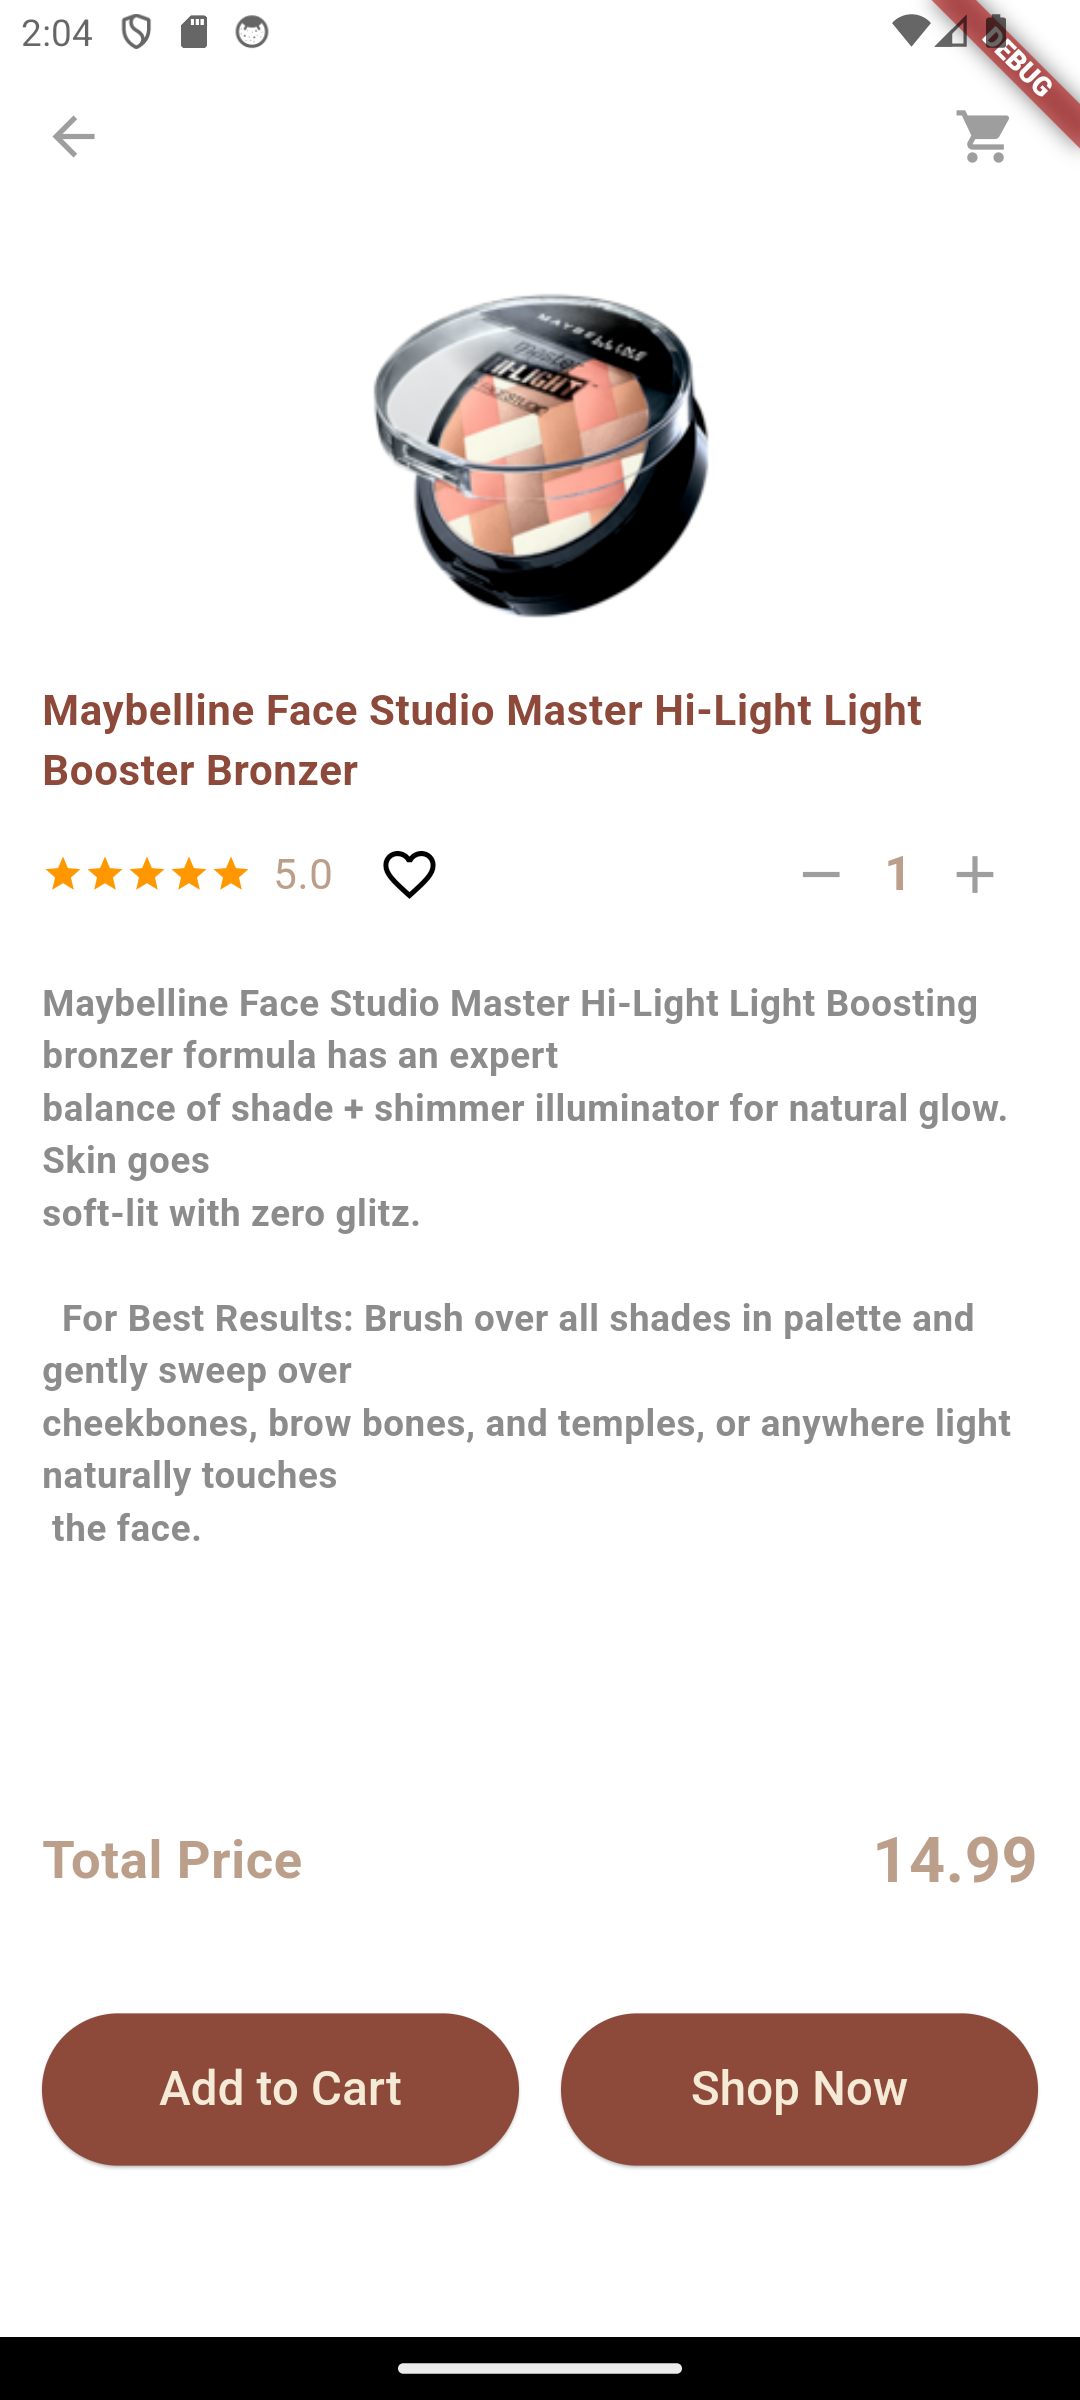 2:04
DEBUG
MAYBELLINE
master
HI-LIGHT
FACESTUDIO
Maybelline Face Studio Master Hi-Light Light
Booster Bronzer
5.0
1
Maybelline Face Studio Master Hi-Light Light Boosting
bronzer formula has an expert
balance of shade + shimmer illuminator for natural glow.
Skin goes
soft-lit with zero glitz.
For Best Results: Brush over all shades in palette and
gently sweep over
cheekbones, brow bones, and temples, or anywhere light
naturally touches
the face.
Total Price
14.99
Add to Cart
Shop Now